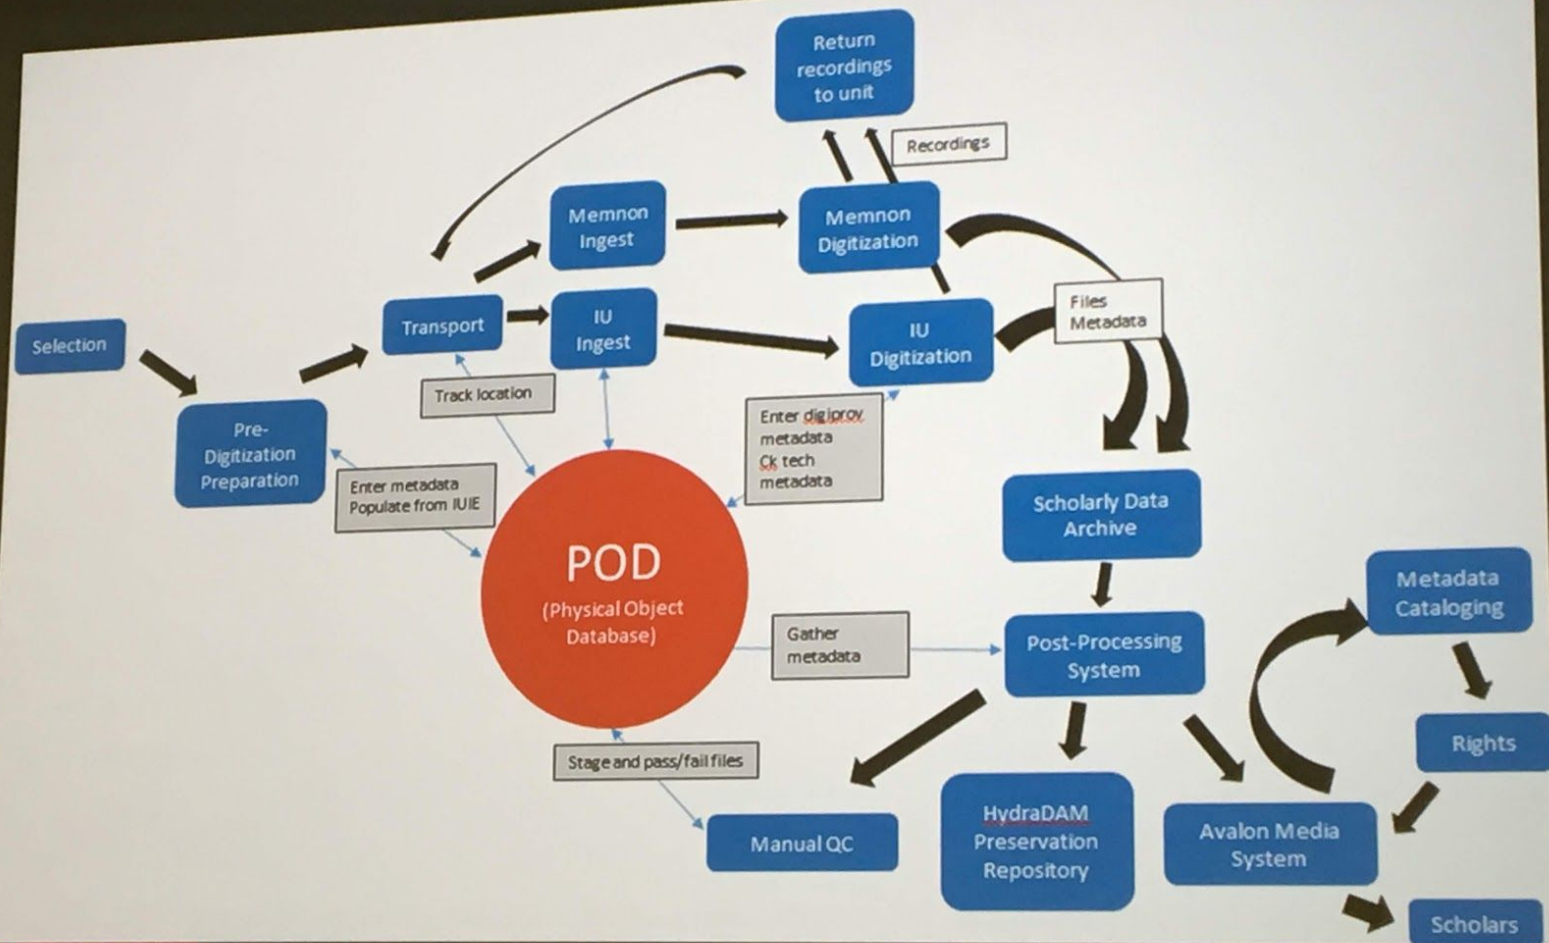 Return
recordings
to unit
Recordings
Memnon
Ingest
Memnon
Digitization
Files
Metadata
Selection
Transport
IU
Ingest
IU
Digitization
Track location
Pre-
Digitization
Preparation
Enter metadata
Populate from IUIE
Enter digiprov
metadata
Ck tech
metadata
Scholarly Data
Archive
POD
(Physical Object
Database)
Gather
metadata
Post-Processing
System
Metadata
Cataloging
Rights
Stage and pass/fail files
Manual QC
HydraDAM
Preservation
Repository
Avalon Media
System
Scholars